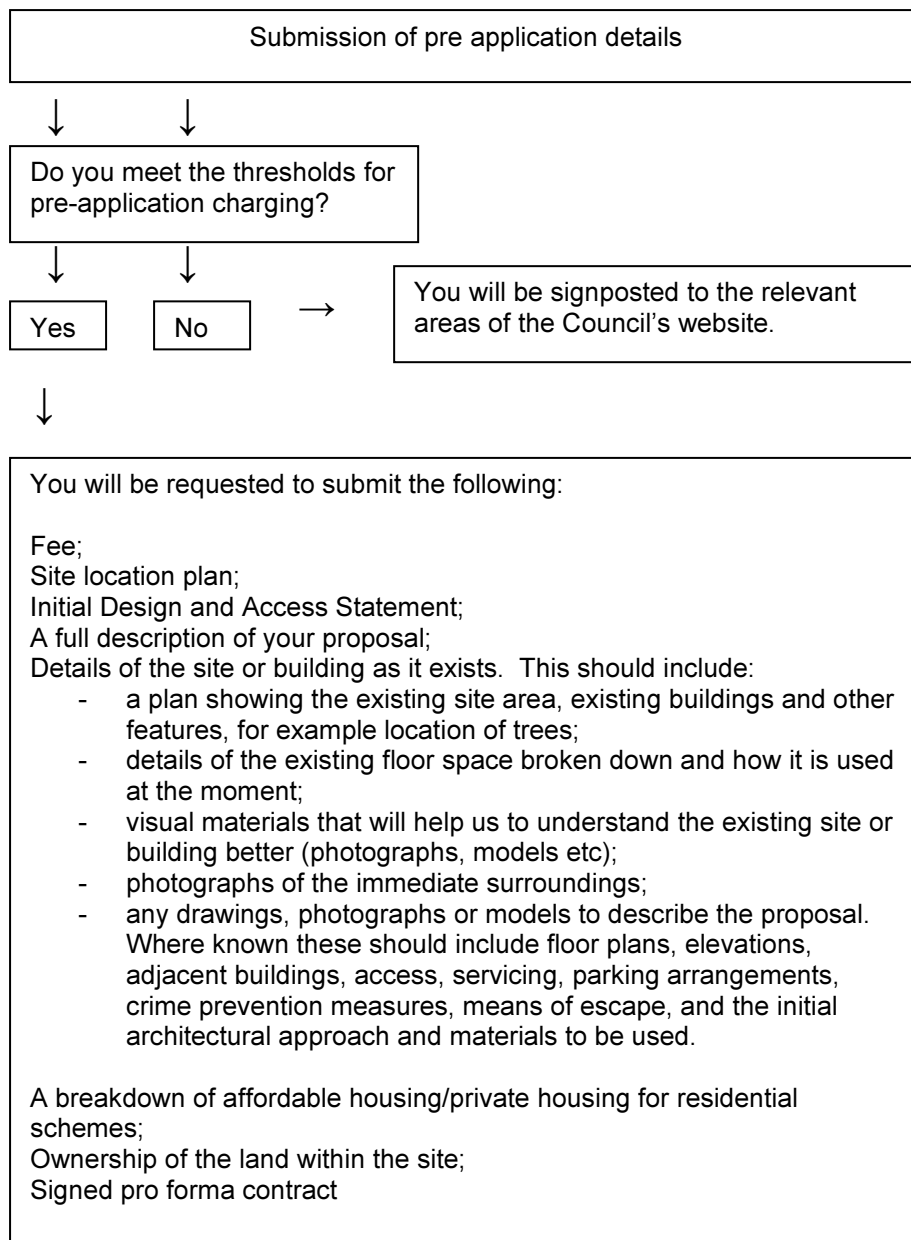 Submission of pre application details
↓ ↓
Do you meet the thresholds for
pre-application charging?
↓ ↓
Yes
No
→
You will be signposted to the relevant
areas of the Council's website.
↓
You will be requested to submit the following:
Fee;
Site location plan;
Initial Design and Access Statement;
A full description of your proposal;
Details of the site or building as it exists.  This should include:
- a plan showing the existing site area, existing buildings and other
features, for example location of trees;
- details of the existing floor space broken down and how it is used
at the moment;
- visual materials that will help us to understand the existing site or
building better (photographs, models etc);
- photographs of the immediate surroundings;
- any drawings, photographs or models to describe the proposal.
Where known these should include floor plans, elevations,
adjacent buildings, access, servicing, parking arrangements,
crime prevention measures, means of escape, and the initial
architectural approach and materials to be used.
A breakdown of affordable housing/private housing for residential
schemes;
Ownership of the land within the site;
Signed pro forma contract